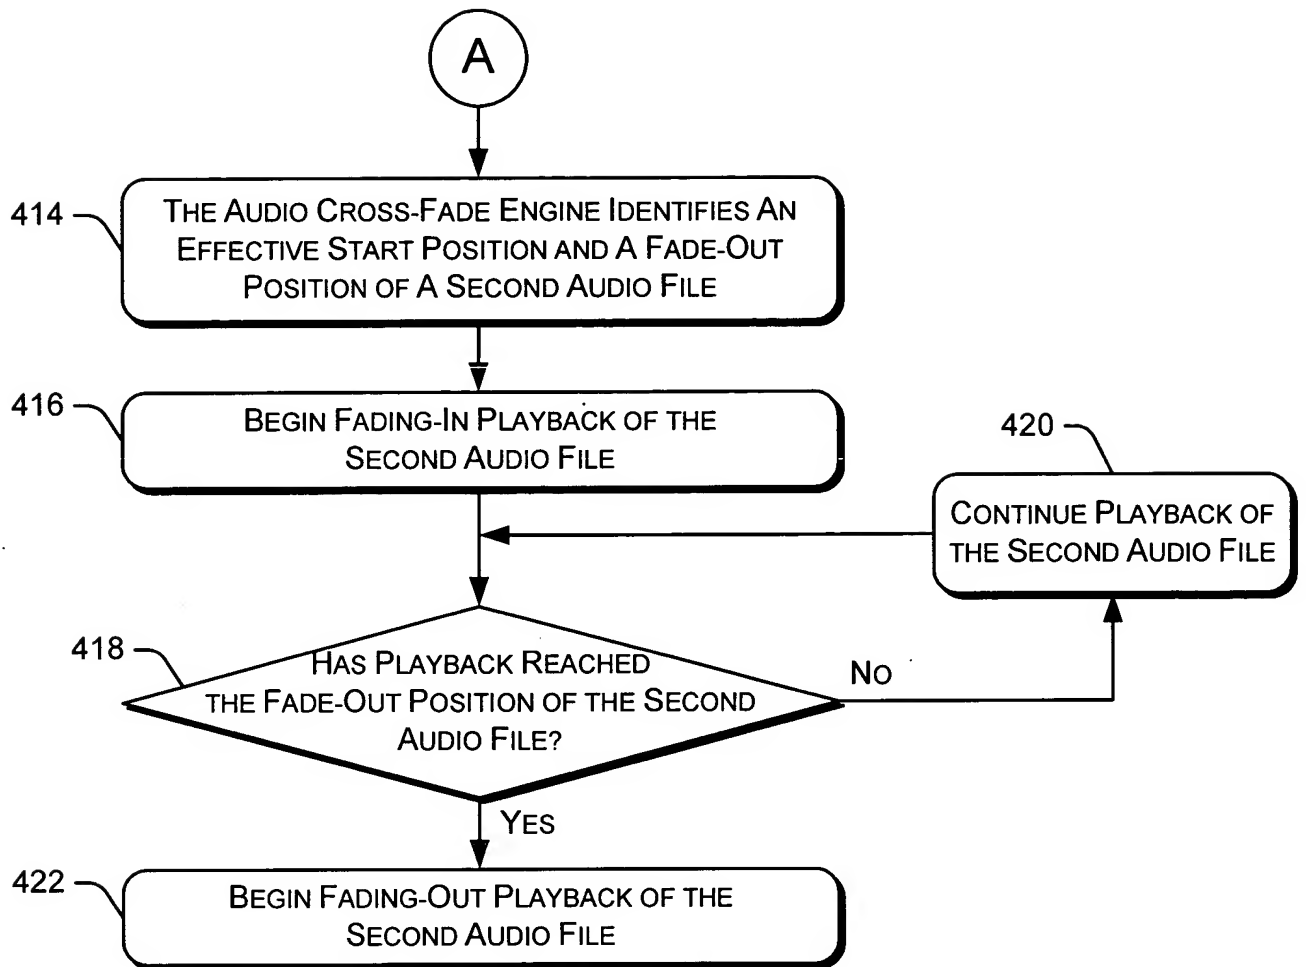 A
414
THE AUDIO CROSS-FADE ENGINE IDENTIFIES AN
EFFECTIVE START POSITION AND A FADE-OUT
POSITION OF A SECOND AUDIO FILE
416
BEGIN FADING-IN PLAYBACK OF THE
SECOND AUDIO FILE
420
CONTINUE PLAYBACK OF
THE SECOND AUDIO FILE
418
HAS PLAYBACK REACHED
THE FADE-OUT POSITION OF THE SECOND
AUDIO FILE?
NO
YES
422
BEGIN FADING-OUT PLAYBACK OF THE
SECOND AUDIO FILE